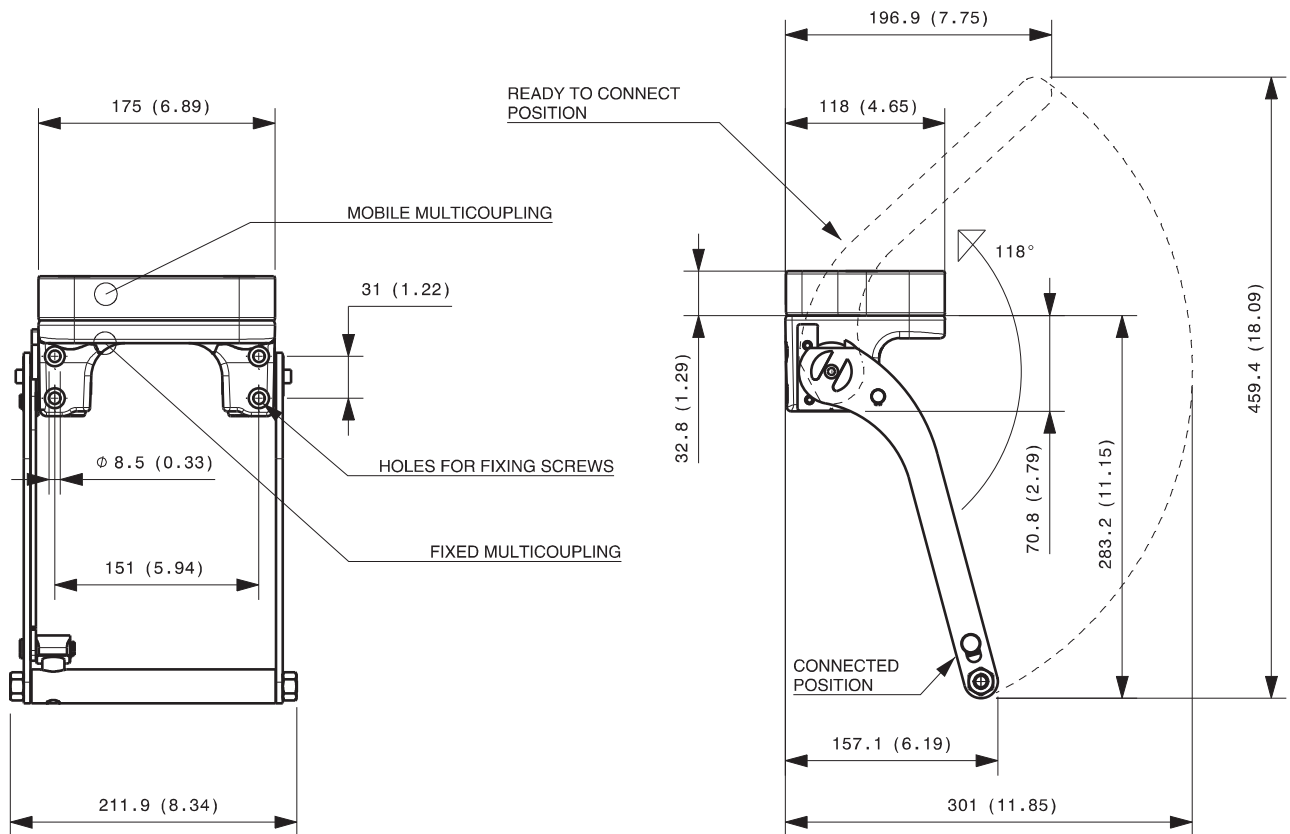 196.9 (7.75)
175 (6.89)
READY TO CONNECT
POSITION
118 (4.65)
MOBILE MULTICOUPLING
118°
31 (1.22)
459.4 (18.09)
32.8 (1.29)
Φ 8.5 (0.33)
HOLES FOR FIXING SCREWS
70.8 (2.79)
283.2 (11.15)
FIXED MULTICOUPLING
151 (5.94)
CONNECTED
POSITION
157.1 (6.19)
211.9 (8.34)
301 (11.85)